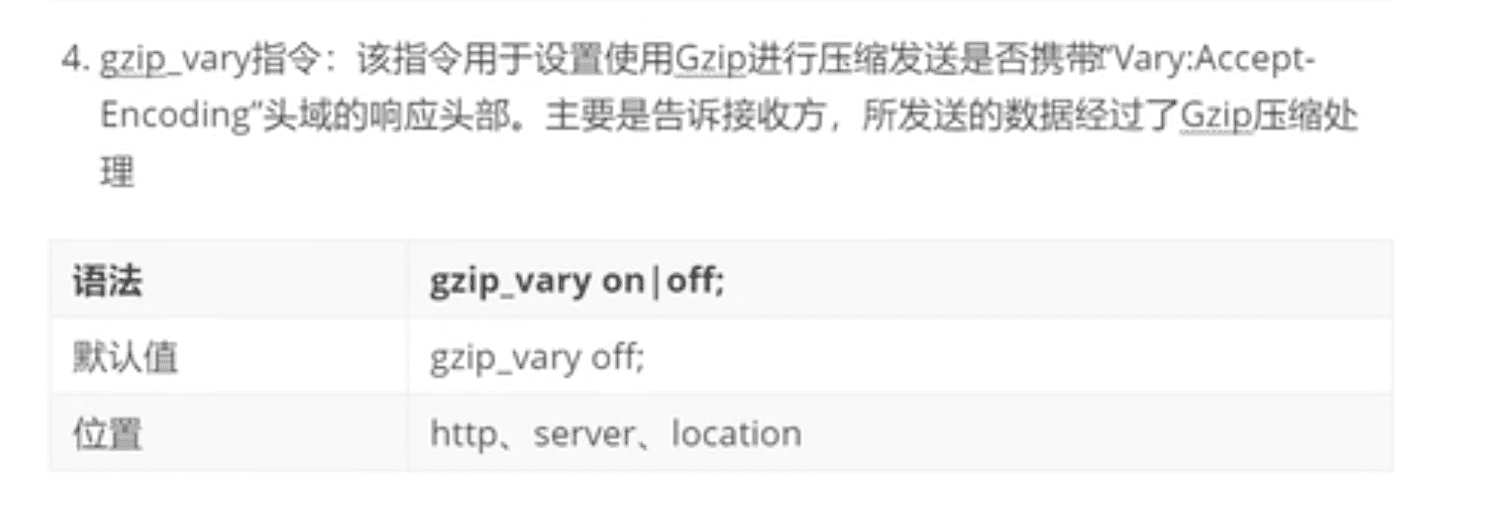 4. gzip_vary指令：该指令用于设置使用Gzip进行压缩发送是否携带“Vary:Accept-
Encoding”头域的响应头部。主要是告诉接收方，所发送的数据经过了Gzip压缩处
理
语法 gzip_vary on|off;
默认值 gzip_vary off;
位置 http、server、location